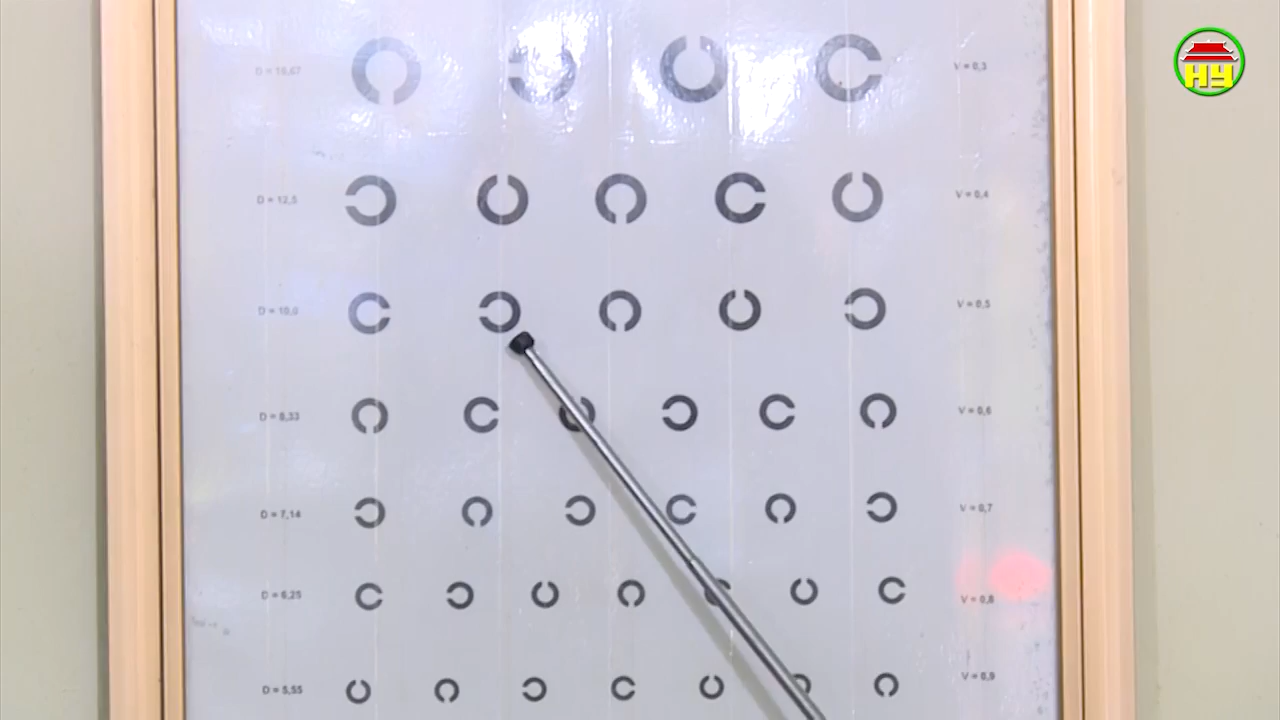 HY
D = 16,67 V = 0,3
D = 12,5 V = 0,4
D = 10,0 V = 0,5
D = 8,33 V = 0,6
D = 7,14 V = 0,7
D = 6,25 V = 0,8
D = 5,55 V = 0,9